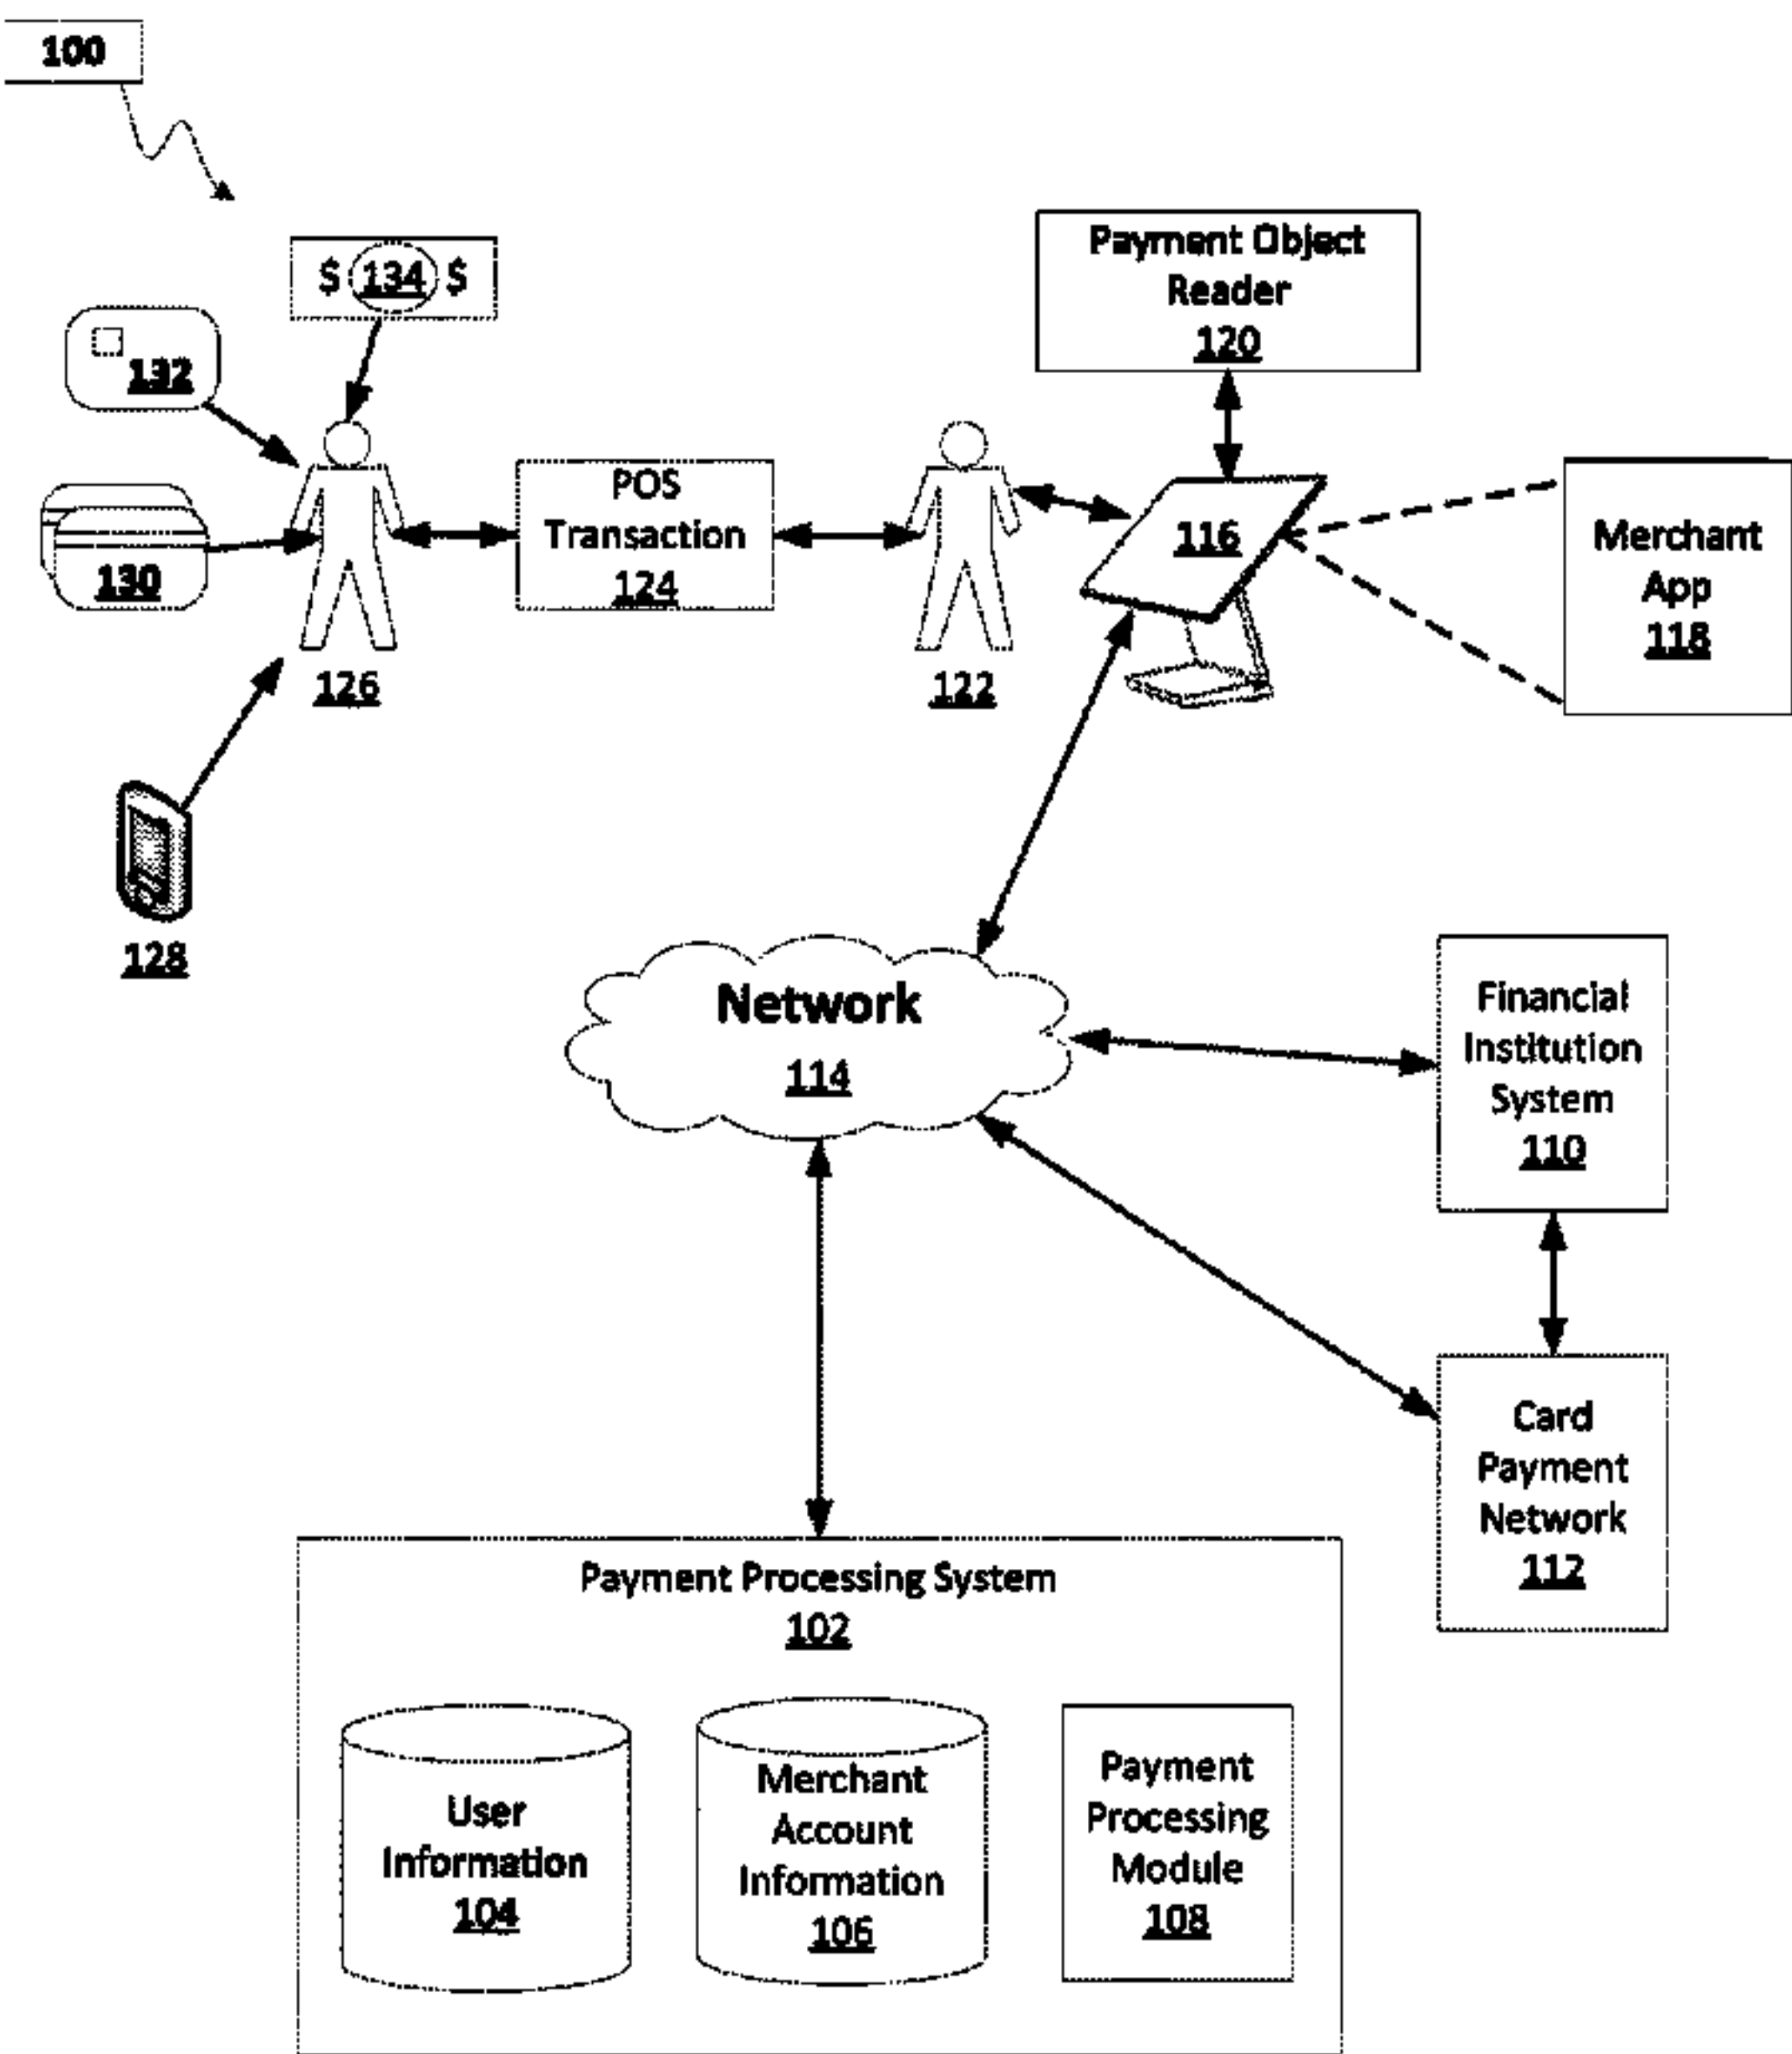 100
$ 134 $
132
130
126
128
POS
Transaction
124
122
Payment Object
Reader
120
116
Merchant
App
118
Network
114
Financial
Institution
System
110
Card
Payment
Network
112
Payment Processing System
102
User
Information
104
Merchant
Account
Information
106
Payment
Processing
Module
108